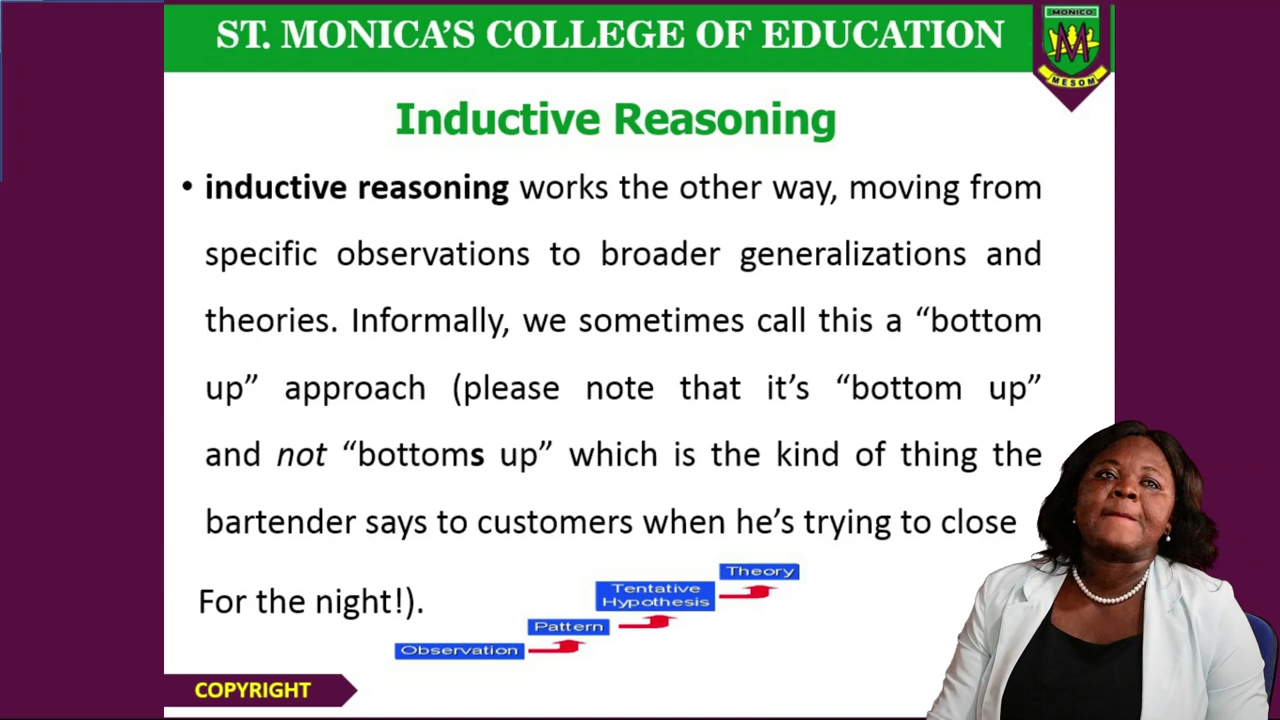 ST. MONICA'S COLLEGE OF EDUCATION
MONICO
M
MESOM
Inductive Reasoning
• inductive reasoning works the other way, moving from
specific observations to broader generalizations and
theories. Informally, we sometimes call this a “bottom
up” approach (please note that it’s “bottom up”
and not “bottoms up” which is the kind of thing the
bartender says to customers when he’s trying to close
For the night!).
Theory
Tentative
Hypothesis
Pattern
Observation
COPYRIGHT